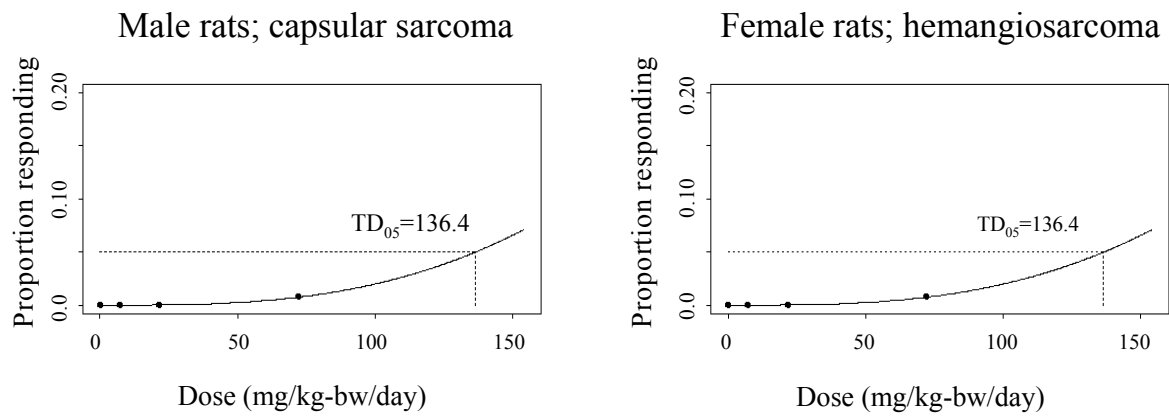 Male rats; capsular sarcoma
Proportion responding
0.20
0.10
0.0
TD05=136.4
0 50 100 150
Dose (mg/kg-bw/day)
Female rats; hemangiosarcoma
Proportion responding
0.20
0.10
0.0
TD05=136.4
0 50 100 150
Dose (mg/kg-bw/day)